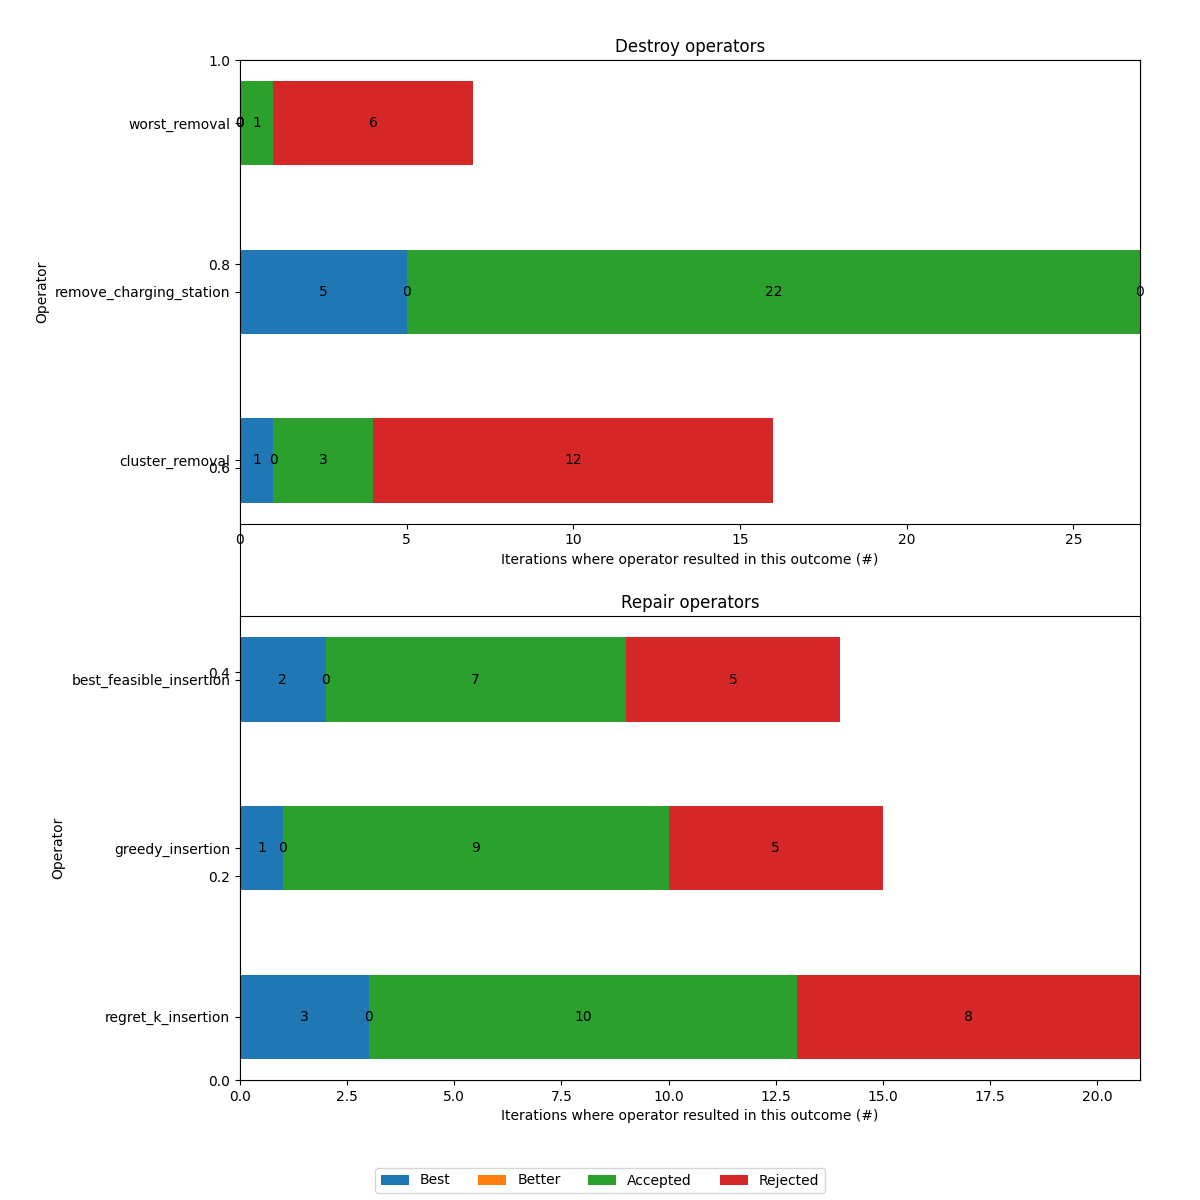 Destroy operators
1.0
worst_removal
0 0 1 6
Operator
0.8
remove_charging_station
5 0 22 0
cluster_removal
1 0 3 12
0.6
0 5 10 15 20 25
Iterations where operator resulted in this outcome (#)
Repair operators
0.4
best_feasible_insertion
2 0 7 5
Operator
greedy_insertion
1 0 9 5
0.2
regret_k_insertion
3 0 10 8
0.0
0.0 2.5 5.0 7.5 10.0 12.5 15.0 17.5 20.0
Iterations where operator resulted in this outcome (#)
Best Better Accepted Rejected